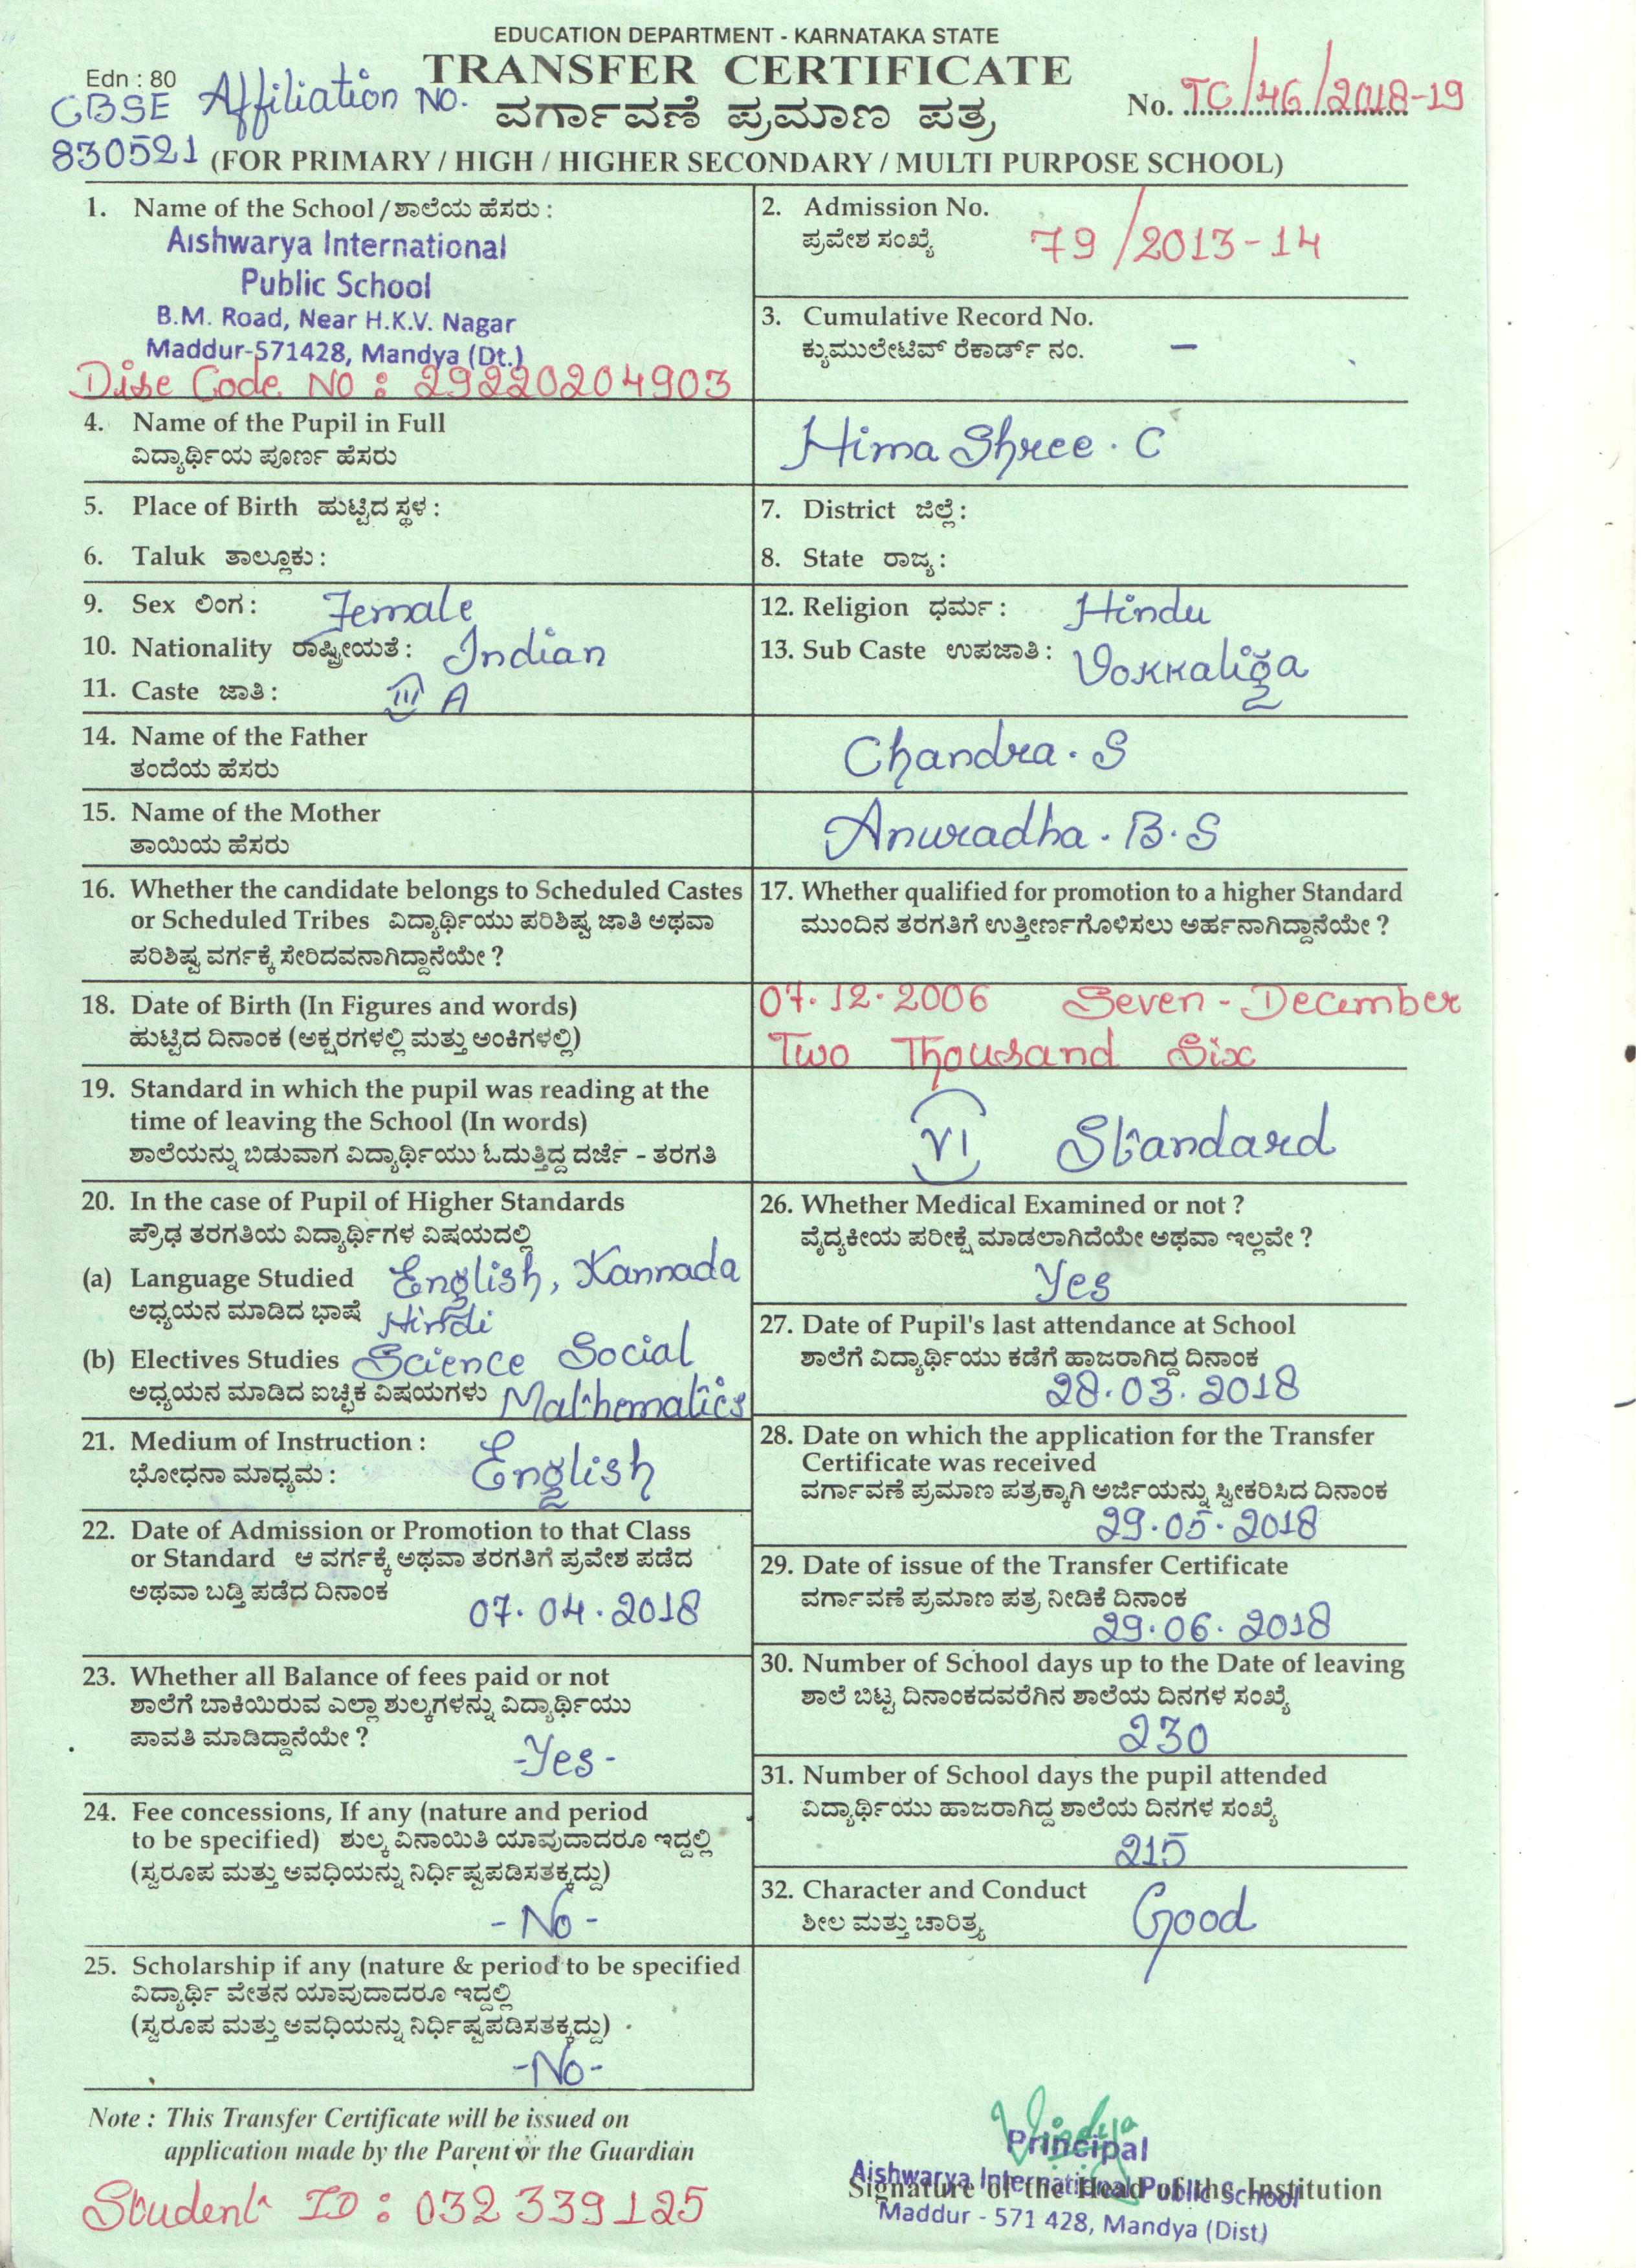 EDUCATION DEPARTMENT - KARNATAKA STATE
Edn : 80
TRANSFER CERTIFICATE
CBSE Affiliation No.
ವರ್ಗಾವಣೆ ಪ್ರಮಾಣ ಪತ್ರ
No. TC/46/2018-19
830521 (FOR PRIMARY / HIGH / HIGHER SECONDARY / MULTI PURPOSE SCHOOL)
1. Name of the School / ಶಾಲೆಯ ಹೆಸರು :
Aishwarya International
Public School
B.M. Road, Near H.K.V. Nagar
Maddur-571428, Mandya (Dt.)
Dise Code No : 29220204903
2. Admission No.
ಪ್ರವೇಶ ಸಂಖ್ಯೆ 79/2013-14
3. Cumulative Record No.
ಕ್ಯುಮುಲೇಟಿವ್ ರೆಕಾರ್ಡ್ ನಂ. -
4. Name of the Pupil in Full
ವಿದ್ಯಾರ್ಥಿಯ ಪೂರ್ಣ ಹೆಸರು
Hima Shree . C
5. Place of Birth ಹುಟ್ಟಿದ ಸ್ಥಳ :
6. Taluk ತಾಲ್ಲೂಕು :
7. District ಜಿಲ್ಲೆ :
8. State ರಾಜ್ಯ :
9. Sex ಲಿಂಗ : Female
10. Nationality ರಾಷ್ಟ್ರೀಯತೆ : Indian
11. Caste ಜಾತಿ : III A
12. Religion ಧರ್ಮ : Hindu
13. Sub Caste ಉಪಜಾತಿ : Vokkaliga
14. Name of the Father
ತಂದೆಯ ಹೆಸರು
Chandra . S
15. Name of the Mother
ತಾಯಿಯ ಹೆಸರು
Anuradha . B . S
16. Whether the candidate belongs to Scheduled Castes
or Scheduled Tribes ವಿದ್ಯಾರ್ಥಿಯು ಪರಿಶಿಷ್ಟ ಜಾತಿ ಅಥವಾ
ಪರಿಶಿಷ್ಟ ವರ್ಗಕ್ಕೆ ಸೇರಿದವನಾಗಿದ್ದಾನೆಯೇ ?
17. Whether qualified for promotion to a higher Standard
ಮುಂದಿನ ತರಗತಿಗೆ ಉತ್ತೀರ್ಣಗೊಳಿಸಲು ಅರ್ಹನಾಗಿದ್ದಾನೆಯೇ ?
18. Date of Birth (In Figures and words)
ಹುಟ್ಟಿದ ದಿನಾಂಕ (ಅಕ್ಷರಗಳಲ್ಲಿ ಮತ್ತು ಅಂಕಿಗಳಲ್ಲಿ)
07.12.2006 Seven - December
Two Thousand Six
19. Standard in which the pupil was reading at the
time of leaving the School (In words)
ಶಾಲೆಯನ್ನು ಬಿಡುವಾಗ ವಿದ್ಯಾರ್ಥಿಯು ಓದುತ್ತಿದ್ದ ದರ್ಜೆ - ತರಗತಿ
VI Standard
20. In the case of Pupil of Higher Standards
ಪ್ರೌಢ ತರಗತಿಯ ವಿದ್ಯಾರ್ಥಿಗಳ ವಿಷಯದಲ್ಲಿ
(a) Language Studied English, Kannada
ಅಧ್ಯಯನ ಮಾಡಿದ ಭಾಷೆ Hindi
(b) Electives Studies Science Social
ಅಧ್ಯಯನ ಮಾಡಿದ ಐಚ್ಛಿಕ ವಿಷಯಗಳು Mathematics
21. Medium of Instruction :
ಭೋಧನಾ ಮಾಧ್ಯಮ : English
22. Date of Admission or Promotion to that Class
or Standard ಆ ವರ್ಗಕ್ಕೆ ಅಥವಾ ತರಗತಿಗೆ ಪ್ರವೇಶ ಪಡೆದ
ಅಥವಾ ಬಡ್ತಿ ಪಡೆದ ದಿನಾಂಕ
07.04.2018
23. Whether all Balance of fees paid or not
ಶಾಲೆಗೆ ಬಾಕಿಯಿರುವ ಎಲ್ಲಾ ಶುಲ್ಕಗಳನ್ನು ವಿದ್ಯಾರ್ಥಿಯು
ಪಾವತಿ ಮಾಡಿದ್ದಾನೆಯೇ ?
-Yes-
24. Fee concessions, If any (nature and period
to be specified) ಶುಲ್ಕ ವಿನಾಯಿತಿ ಯಾವುದಾದರೂ ಇದ್ದಲ್ಲಿ
(ಸ್ವರೂಪ ಮತ್ತು ಅವಧಿಯನ್ನು ನಿರ್ಧಿಷ್ಟಪಡಿಸತಕ್ಕದ್ದು)
-No-
25. Scholarship if any (nature & period to be specified
ವಿದ್ಯಾರ್ಥಿ ವೇತನ ಯಾವುದಾದರೂ ಇದ್ದಲ್ಲಿ
(ಸ್ವರೂಪ ಮತ್ತು ಅವಧಿಯನ್ನು ನಿರ್ಧಿಷ್ಟಪಡಿಸತಕ್ಕದ್ದು)
-No-
26. Whether Medical Examined or not ?
ವೈದ್ಯಕೀಯ ಪರೀಕ್ಷೆ ಮಾಡಲಾಗಿದೆಯೇ ಅಥವಾ ಇಲ್ಲವೇ ?
Yes
27. Date of Pupil's last attendance at School
ಶಾಲೆಗೆ ವಿದ್ಯಾರ್ಥಿಯು ಕಡೆಗೆ ಹಾಜರಾಗಿದ್ದ ದಿನಾಂಕ
28.03.2018
28. Date on which the application for the Transfer
Certificate was received
ವರ್ಗಾವಣೆ ಪ್ರಮಾಣ ಪತ್ರಕ್ಕಾಗಿ ಅರ್ಜಿಯನ್ನು ಸ್ವೀಕರಿಸಿದ ದಿನಾಂಕ
29.05.2018
29. Date of issue of the Transfer Certificate
ವರ್ಗಾವಣೆ ಪ್ರಮಾಣ ಪತ್ರ ನೀಡಿಕೆ ದಿನಾಂಕ
29.06.2018
30. Number of School days up to the Date of leaving
ಶಾಲೆ ಬಿಟ್ಟ ದಿನಾಂಕದವರೆಗಿನ ಶಾಲೆಯ ದಿನಗಳ ಸಂಖ್ಯೆ
230
31. Number of School days the pupil attended
ವಿದ್ಯಾರ್ಥಿಯು ಹಾಜರಾಗಿದ್ದ ಶಾಲೆಯ ದಿನಗಳ ಸಂಖ್ಯೆ
215
32. Character and Conduct
ಶೀಲ ಮತ್ತು ಚಾರಿತ್ರ್ಯ Good
Note : This Transfer Certificate will be issued on
application made by the Parent or the Guardian
Student ID : 032339125
Vindya
Principal
Aishwarya International Public School
Signature of the Head of the Institution
Maddur - 571 428, Mandya (Dist)